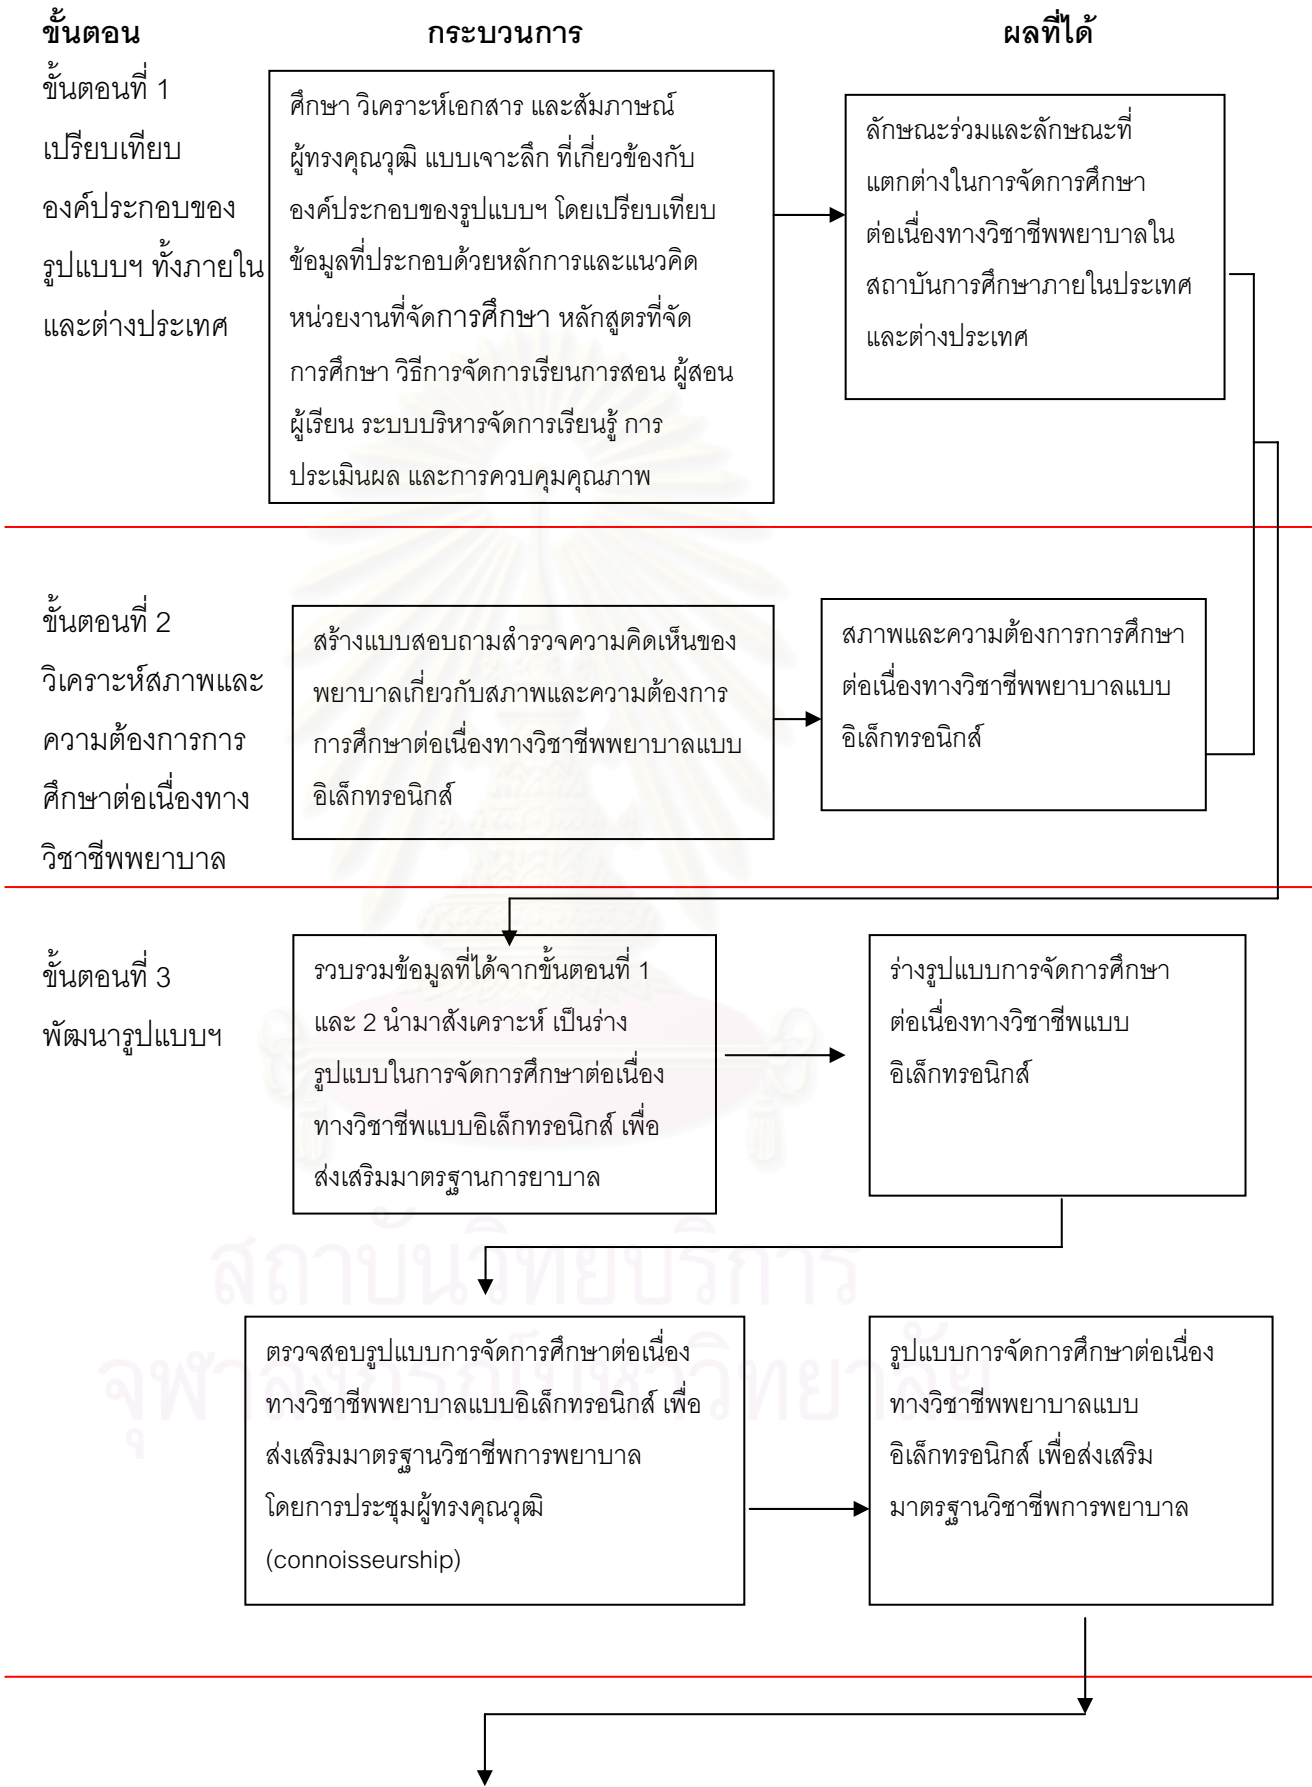 ขั้นตอน กระบวนการ ผลที่ได้
ขั้นตอนที่ 1
เปรียบเทียบ
องค์ประกอบของ
รูปแบบฯ ทั้งภายใน
และต่างประเทศ
ศึกษา วิเคราะห์เอกสาร และสัมภาษณ์
ผู้ทรงคุณวุฒิ แบบเจาะลึก ที่เกี่ยวข้องกับ
องค์ประกอบของรูปแบบฯ โดยเปรียบเทียบ
ข้อมูลที่ประกอบด้วยหลักการและแนวคิด
หน่วยงานที่จัดการศึกษา หลักสูตรที่จัด
การศึกษา วิธีการจัดการเรียนการสอน ผู้สอน
ผู้เรียน ระบบบริหารจัดการเรียนรู้ การ
ประเมินผล และการควบคุมคุณภาพ
ลักษณะร่วมและลักษณะที่
แตกต่างในการจัดการศึกษา
ต่อเนื่องทางวิชาชีพพยาบาลใน
สถาบันการศึกษาภายในประเทศ
และต่างประเทศ
ขั้นตอนที่ 2
วิเคราะห์สภาพและ
ความต้องการการ
ศึกษาต่อเนื่องทาง
วิชาชีพพยาบาล
สร้างแบบสอบถามสำรวจความคิดเห็นของ
พยาบาลเกี่ยวกับสภาพและความต้องการ
การศึกษาต่อเนื่องทางวิชาชีพพยาบาลแบบ
อิเล็กทรอนิกส์
สภาพและความต้องการการศึกษา
ต่อเนื่องทางวิชาชีพพยาบาลแบบ
อิเล็กทรอนิกส์
ขั้นตอนที่ 3
พัฒนารูปแบบฯ
รวบรวมข้อมูลที่ได้จากขั้นตอนที่ 1
และ 2 นำมาสังเคราะห์ เป็นร่าง
รูปแบบในการจัดการศึกษาต่อเนื่อง
ทางวิชาชีพแบบอิเล็กทรอนิกส์ เพื่อ
ส่งเสริมมาตรฐานการยาบาล
ร่างรูปแบบการจัดการศึกษา
ต่อเนื่องทางวิชาชีพแบบ
อิเล็กทรอนิกส์
สถาบันวิทยบริการ
จุฬาลงกรณ์มหาวิทยาลัย
ตรวจสอบรูปแบบการจัดการศึกษาต่อเนื่อง
ทางวิชาชีพพยาบาลแบบอิเล็กทรอนิกส์ เพื่อ
ส่งเสริมมาตรฐานวิชาชีพการพยาบาล
โดยการประชุมผู้ทรงคุณวุฒิ
(connoisseurship)
รูปแบบการจัดการศึกษาต่อเนื่อง
ทางวิชาชีพพยาบาลแบบ
อิเล็กทรอนิกส์ เพื่อส่งเสริม
มาตรฐานวิชาชีพการพยาบาล